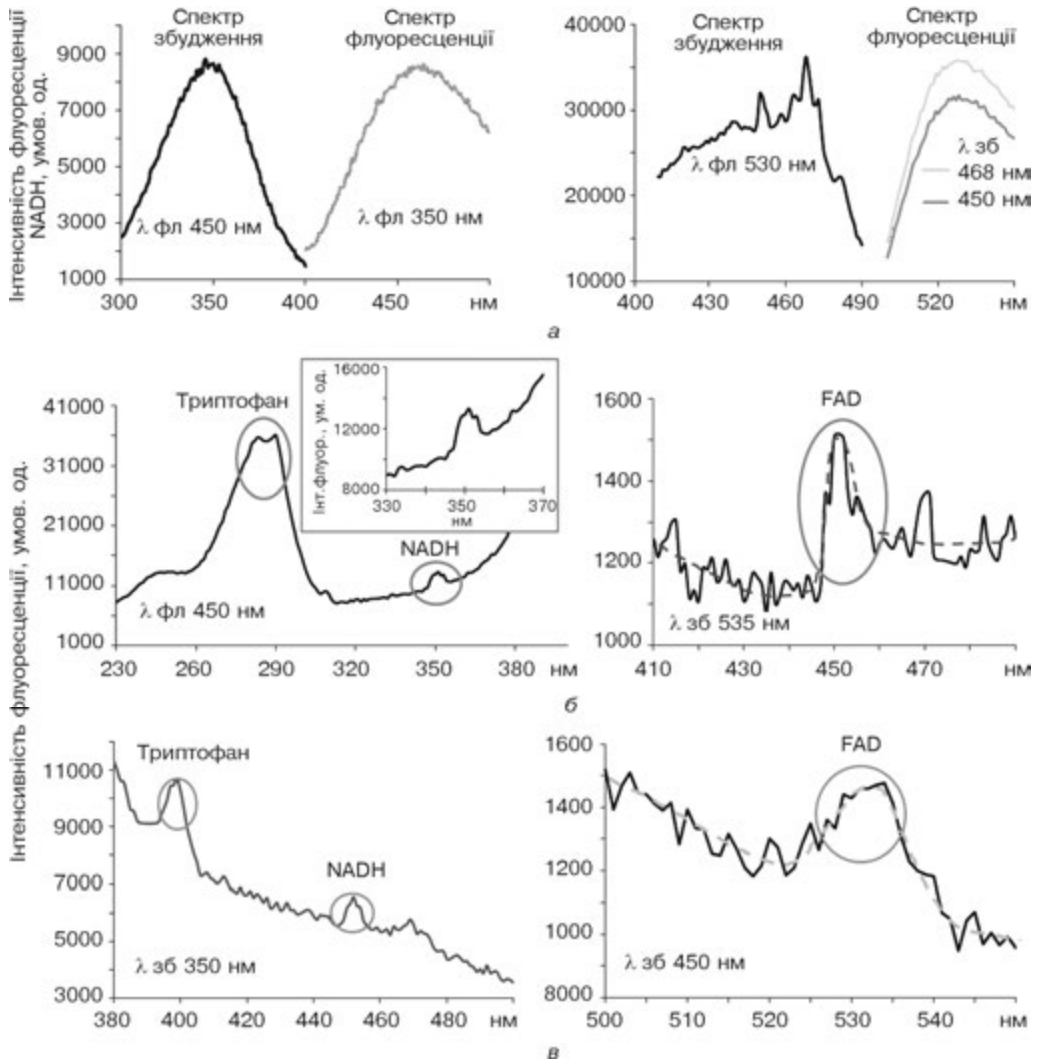 Інтенсивність флуоресценції
NADH, умов. од.
Спектр
збудження
Спектр
флуоресценції
9000
7000
5000
3000
1000
λ фл 450 нм
λ фл 350 нм
300
350
400
450
нм
Спектр
збудження
Спектр
флуоресценції
40000
30000
20000
10000
λ фл 530 нм
λ зб
468 нм
450 нм
400
430
460
490
520
нм
а
Інтенсивність флуоресценції, умов. од.
Триптофан
41000
31000
21000
11000
1000
λ фл 450 нм
NADH
230
260
290
320
350
380
нм
Інт.флуор., ум. од.
16000
12000
8000
330
350
370
нм
FAD
1600
1400
1200
1000
λ зб 535 нм
410
430
450
470
нм
б
Триптофан
11000
9000
7000
5000
3000
NADH
λ зб 350 нм
380
400
420
440
460
480
нм
FAD
1600
1400
1200
1000
8000
λ зб 450 нм
500
510
520
530
540
нм
в